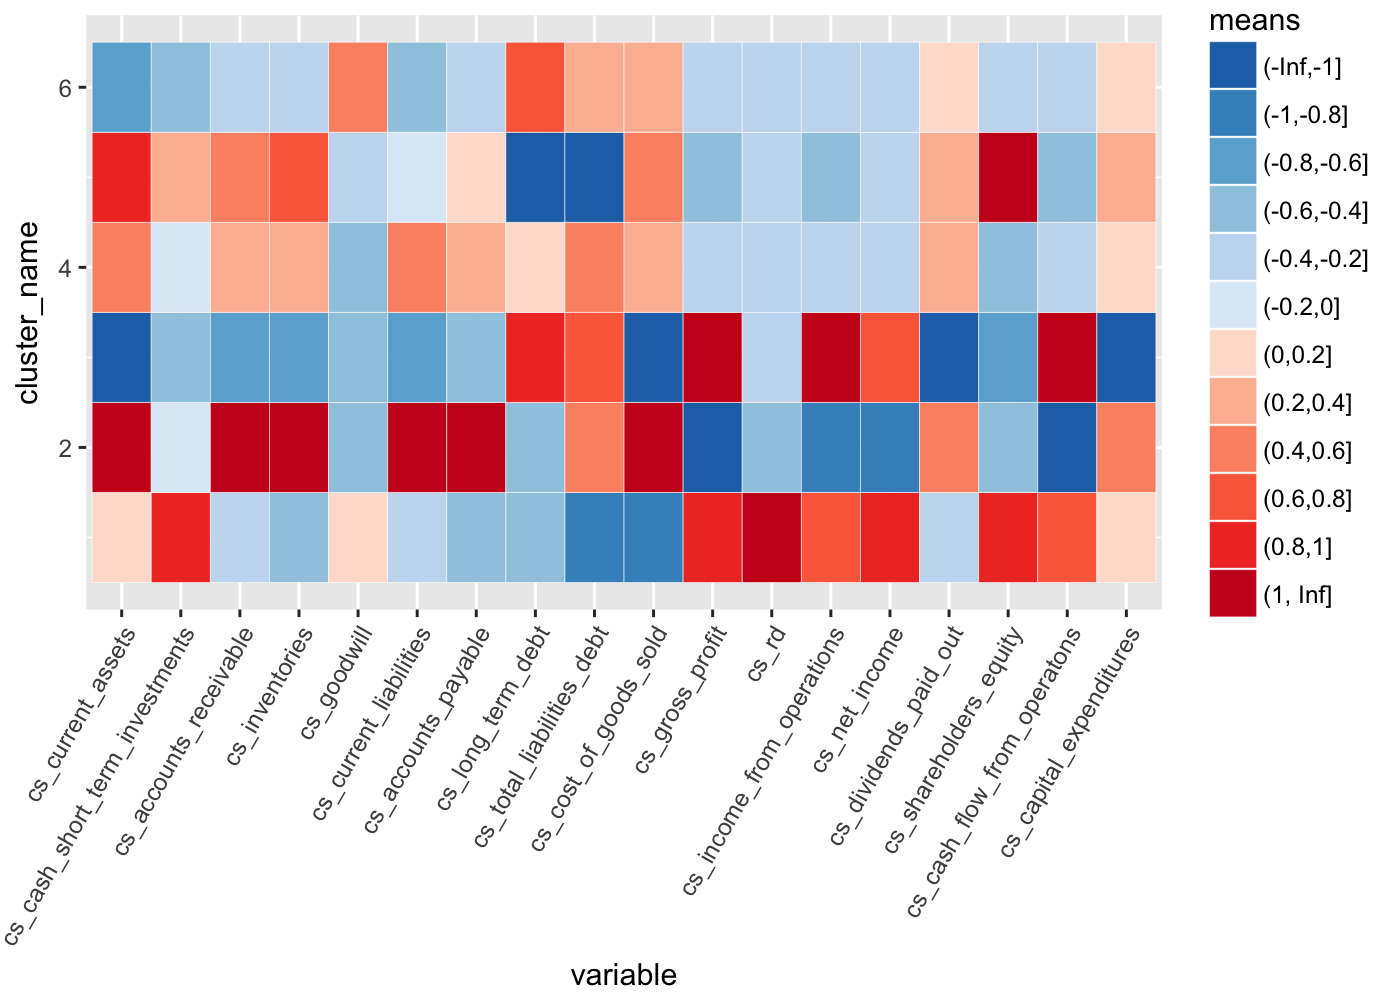 means
(-Inf,-1]
(-1,-0.8]
(-0.8,-0.6]
(-0.6,-0.4]
(-0.4,-0.2]
(-0.2,0]
(0,0.2]
(0.2,0.4]
(0.4,0.6]
(0.6,0.8]
(0.8,1]
(1, Inf]
cluster_name
6
4
2
cs_current_assets
cs_cash_short_term_investments
cs_accounts_receivable
cs_inventories
cs_goodwill
cs_current_liabilities
cs_accounts_payable
cs_long_term_debt
cs_total_liabilities_debt
cs_cost_of_goods_sold
cs_gross_profit
cs_rd
cs_income_from_operations
cs_net_income
cs_dividends_paid_out
cs_shareholders_equity
cs_cash_flow_from_operatons
cs_capital_expenditures
variable